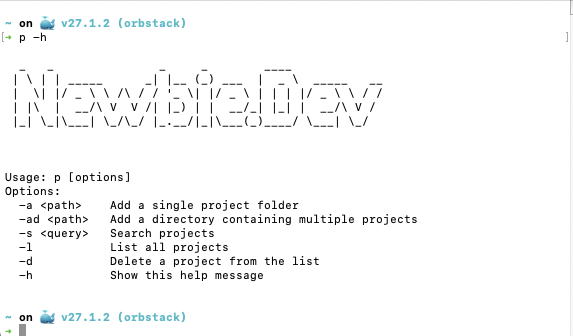 ~ on 🐳 v27.1.2 (orbstack)
➜ p -h
NewbieDev
Usage: p [options]
Options:
-a <path> Add a single project folder
-ad <path> Add a directory containing multiple projects
-s <query> Search projects
-l List all projects
-d Delete a project from the list
-h Show this help message
~ on 🐳 v27.1.2 (orbstack)
➜